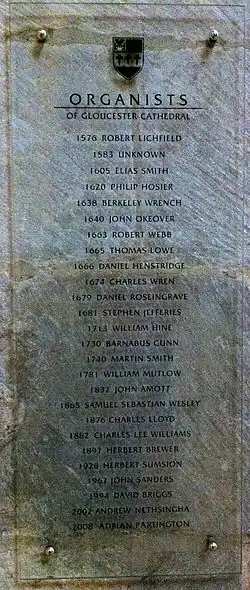 ORGANISTS
OF GLOUCESTER CATHEDRAL
1576 ROBERT LICHFIELD
1583 UNKNOWN
1605 ELIAS SMITH
1620 PHILIP HOSIER
1638 BERKELEY WRENCH
1640 JOHN OKEOVER
1663 ROBERT WEBB
1665 THOMAS LOWE
1666 DANIEL HENSTRIDGE
1674 CHARLES WREN
1679 DANIEL ROSEINGRAVE
1681 STEPHEN JEFFERIES
1713 WILLIAM HINE
1730 BARNABUS GUNN
1740 MARTIN SMITH
1781 WILLIAM MUTLOW
1832 JOHN AMOTT
1865 SAMUEL SEBASTIAN WESLEY
1876 CHARLES LLOYD
1882 CHARLES LEE WILLIAMS
1897 HERBERT BREWER
1928 HERBERT SUMSION
1967 JOHN SANDERS
1994 DAVID BRIGGS
2002 ANDREW NETHSINGHA
2008 ADRIAN PARTINGTON